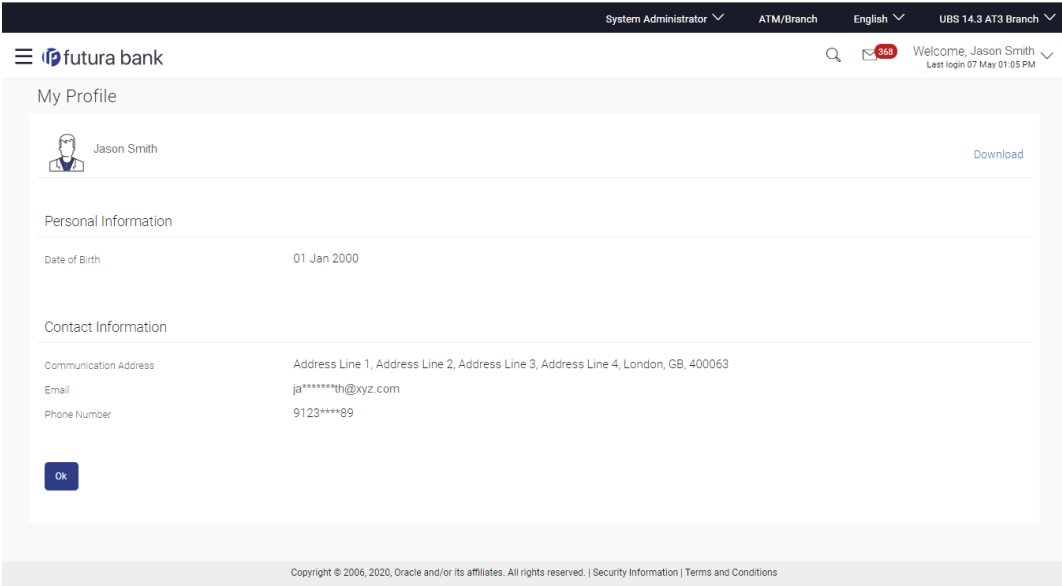 System Administrator ATM/Branch English UBS 14.3 AT3 Branch
futura bank 368 Welcome, Jason Smith
Last login 07 May 01:05 PM
My Profile
Jason Smith
Download
Personal Information
Date of Birth 01 Jan 2000
Contact Information
Communication Address Address Line 1, Address Line 2, Address Line 3, Address Line 4, London, GB, 400063
Email ja*******th@xyz.com
Phone Number 9123****89
Ok
Copyright © 2006, 2020, Oracle and/or its affiliates. All rights reserved. | Security Information | Terms and Conditions